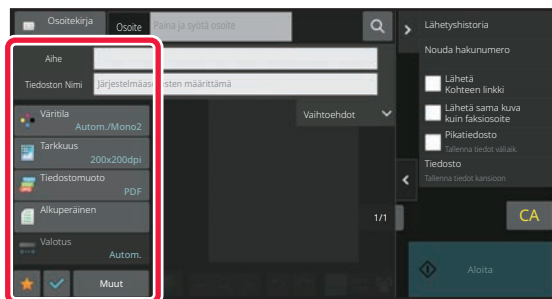 Osoitekirja
Osoite
Paina ja syötä osoite
Aihe
Tiedoston Nimi
Järjestelmäasetusten määrittämä
Väritila
Autom./Mono2
Tarkkuus
200x200dpi
Tiedostomuoto
PDF
Alkuperäinen
Valotus
Autom.
Muut
Vaihtoehdot
1/1
Lähetyshistoria
Nouda hakunumero
Lähetä
Kohteen linkki
Lähetä sama kuva
kuin faksiosoite
Pikatiedosto
Tallenna tiedot väliaik.
Tiedosto
Tallenna tiedot kansioon
CA
Aloita